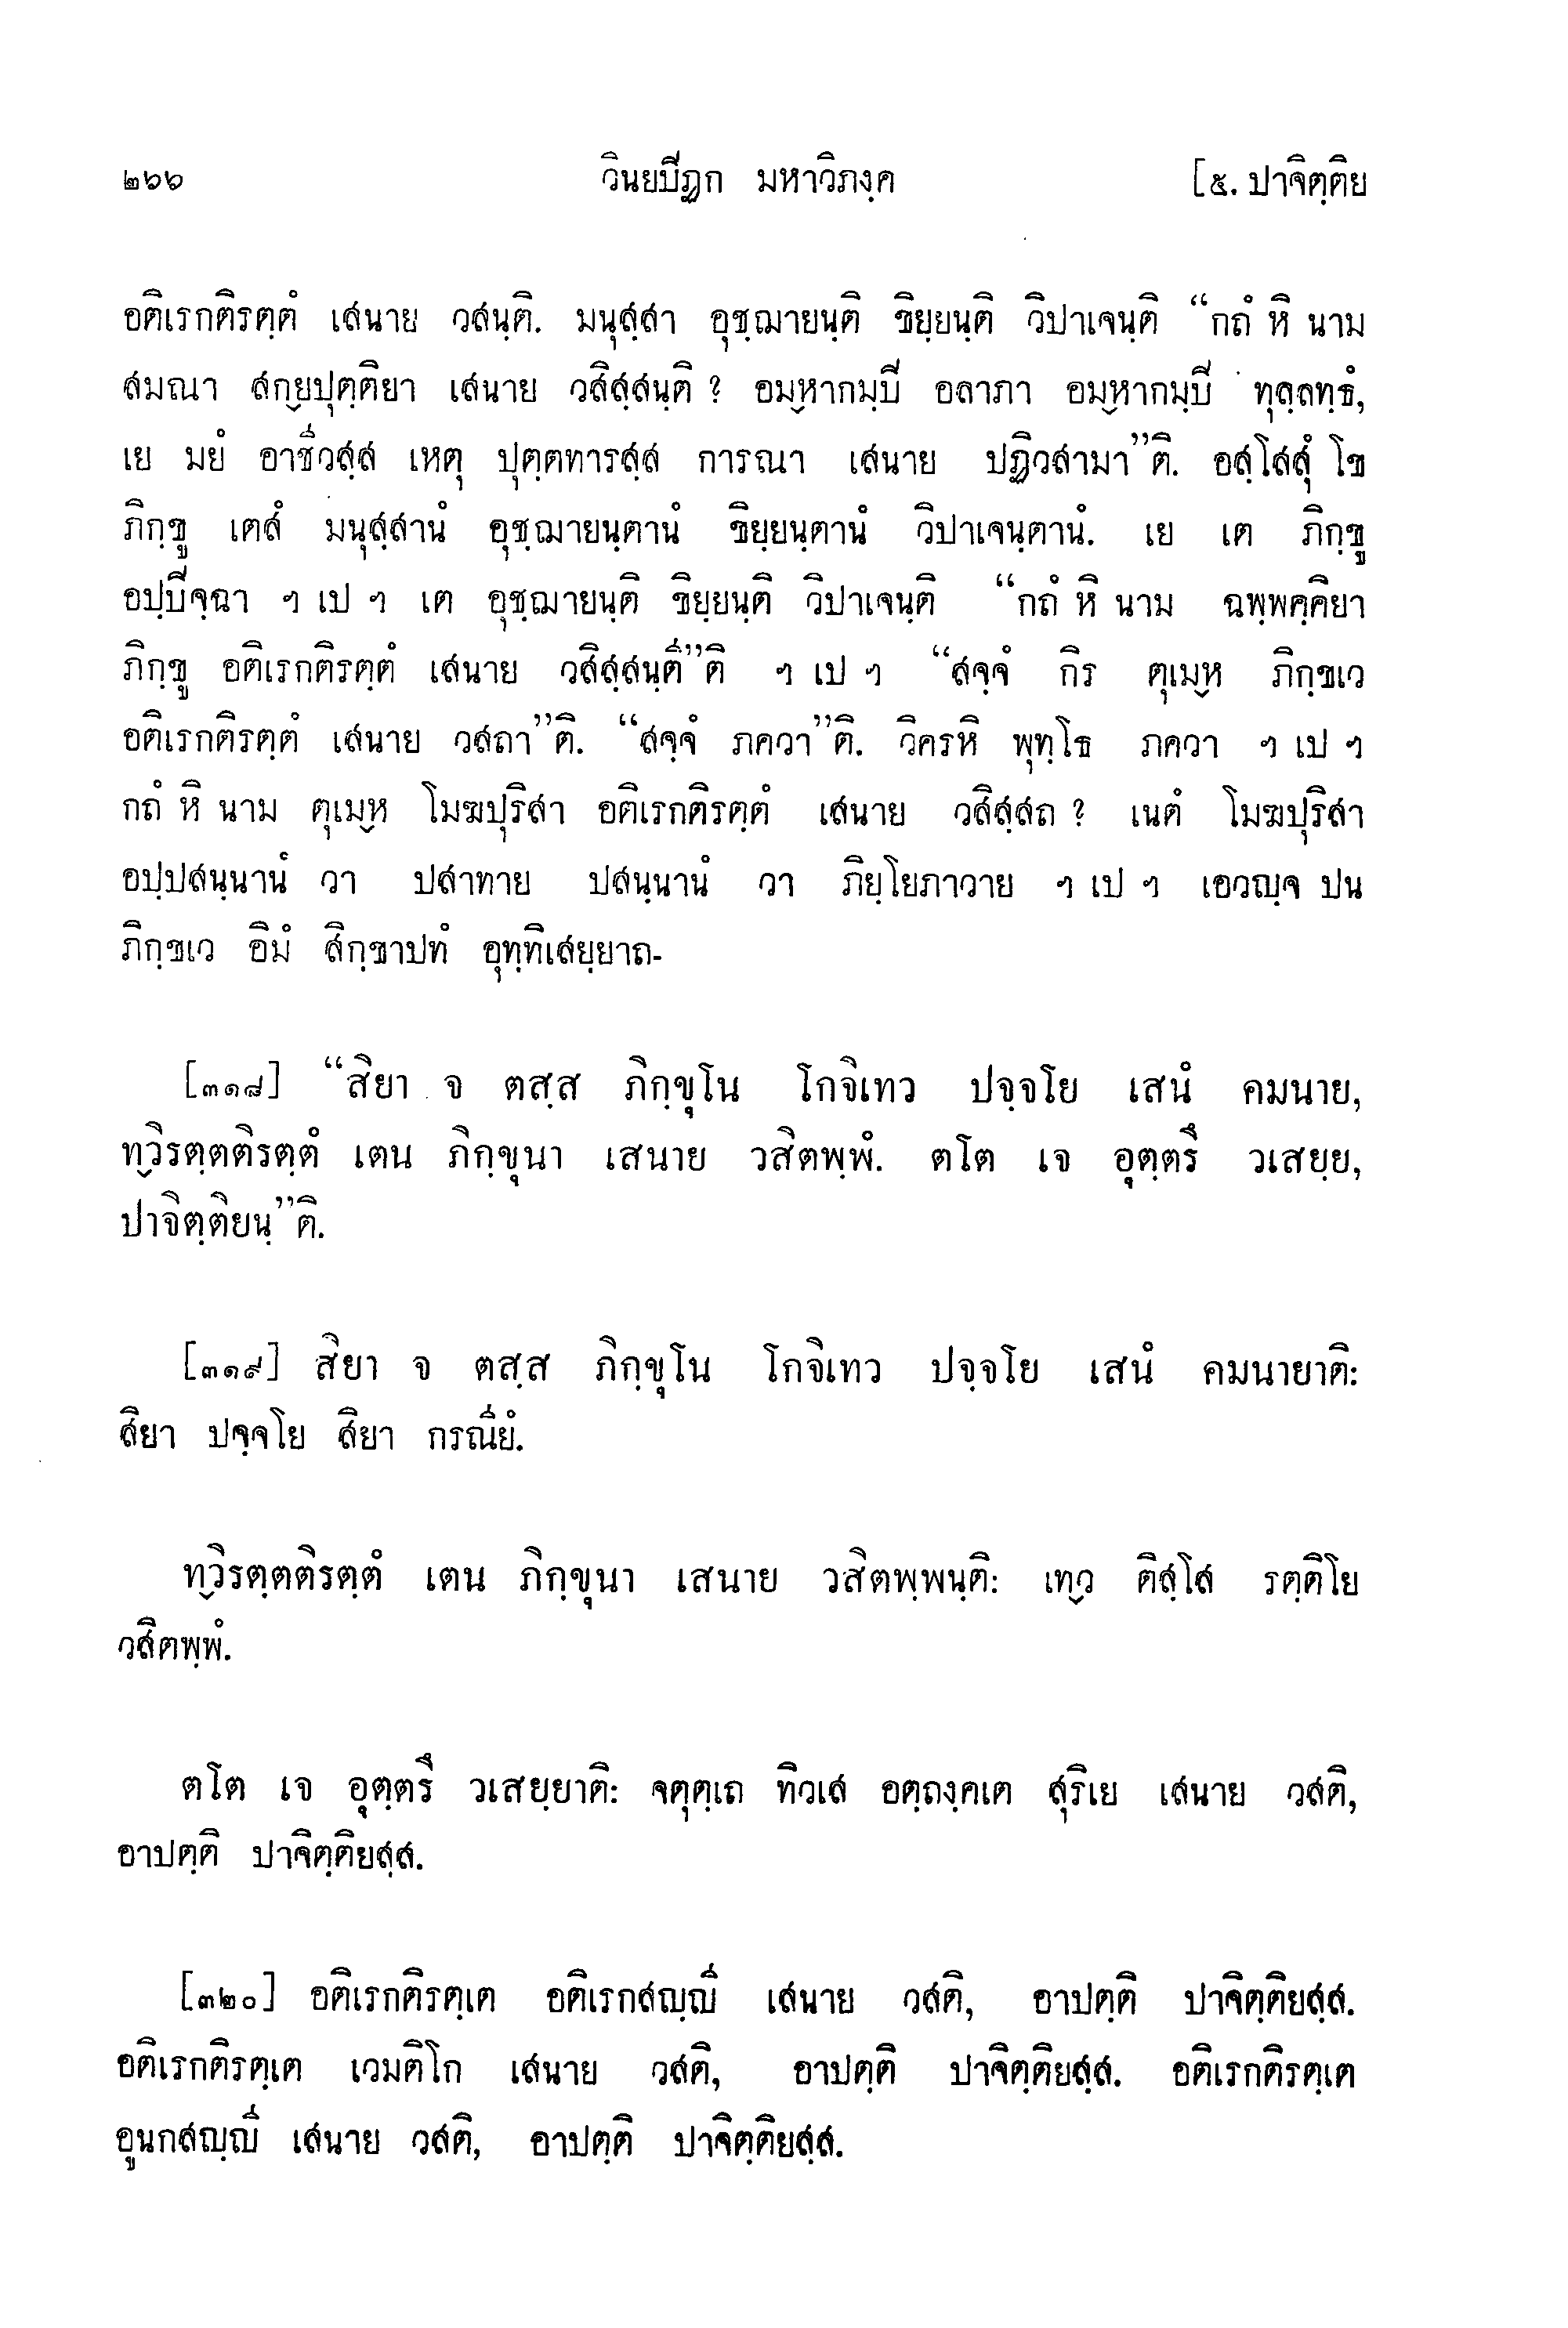 ๒๖๖ วินยปิฏก มหาวิภงฺค [๕. ปาจิตฺติย
อติเรกติรตฺตํ เสนาย วสนฺติ. มนุสฺสา อุชฺฌายนฺติ ขิยฺยนฺติ วิปาเจนฺติ “กถํ หิ นาม
สมณา สกฺยปุตฺติยา เสนาย วสิสฺสนฺติ ? อมฺหากมฺปิ อลาภา อมฺหากมฺปิ ทุลฺลทฺธํ,
เย มยํ อาชีวสฺส เหตุ ปุตฺตทารสฺส การณา เสนาย ปฏิวสามา”ติ. อสฺโสสุํ โข
ภิกฺขู เตสํ มนุสฺสานํ อุชฺฌายนฺตานํ ขิยฺยนฺตานํ วิปาเจนฺตานํ. เย เต ภิกฺขู
อปฺปิจฺฉา ฯ เป ฯ เต อุชฺฌายนฺติ ขิยฺยนฺติ วิปาเจนฺติ “กถํ หิ นาม ฉพฺพคฺคิยา
ภิกฺขู อติเรกติรตฺตํ เสนาย วสิสฺสนฺตี”ติ ฯ เป ฯ “สจฺจํ กิร ตุเมฺห ภิกฺขเว
อติเรกติรตฺตํ เสนาย วสถา”ติ. “สจฺจํ ภควา”ติ. วิครหิ พุทฺโธ ภควา ฯ เป ฯ
กถํ หิ นาม ตุเมฺห โมฆปุริสา อติเรกติรตฺตํ เสนาย วสิสฺสถ ? เนตํ โมฆปุริสา
อปฺปสนฺนานํ วา ปสาทาย ปสนฺนานํ วา ภิยฺโยภาวาย ฯ เป ฯ เอวญฺจ ปน
ภิกฺขเว อิมํ สิกฺขาปทํ อุทฺทิเสยฺยาถ-
[๓๑๘] “สิยา จ ตสฺส ภิกฺขุโน โกจิเทว ปจฺจโย เสนํ คมนาย,
ทฺวิรตฺตติรตฺตํ เตน ภิกฺขุนา เสนาย วสิตพฺพํ. ตโต เจ อุตฺตรึ วเสยฺย,
ปาจิตฺติยนฺ”ติ.
[๓๑๙] สิยา จ ตสฺส ภิกฺขุโน โกจิเทว ปจฺจโย เสนํ คมนายาติ:
สิยา ปจฺจโย สิยา กรณียํ.
ทฺวิรตฺตติรตฺตํ เตน ภิกฺขุนา เสนาย วสิตพฺพนฺติ: เทฺว ติสฺโส รตฺติโย
วสิตพฺพํ.
ตโต เจ อุตฺตรึ วเสยฺยาติ: จตุตฺเถ ทิวเส อตฺถงฺคเต สุริเย เสนาย วสติ,
อาปตฺติ ปาจิตฺติยสฺส.
[๓๒๐] อติเรกติรตฺเต อติเรกสญฺญี เสนาย วสติ, อาปตฺติ ปาจิตฺติยสฺส.
อติเรกติรตฺเต เวมติโก เสนาย วสติ, อาปตฺติ ปาจิตฺติยสฺส. อติเรกติรตฺเต
อูนกสญฺญี เสนาย วสติ, อาปตฺติ ปาจิตฺติยสฺส.